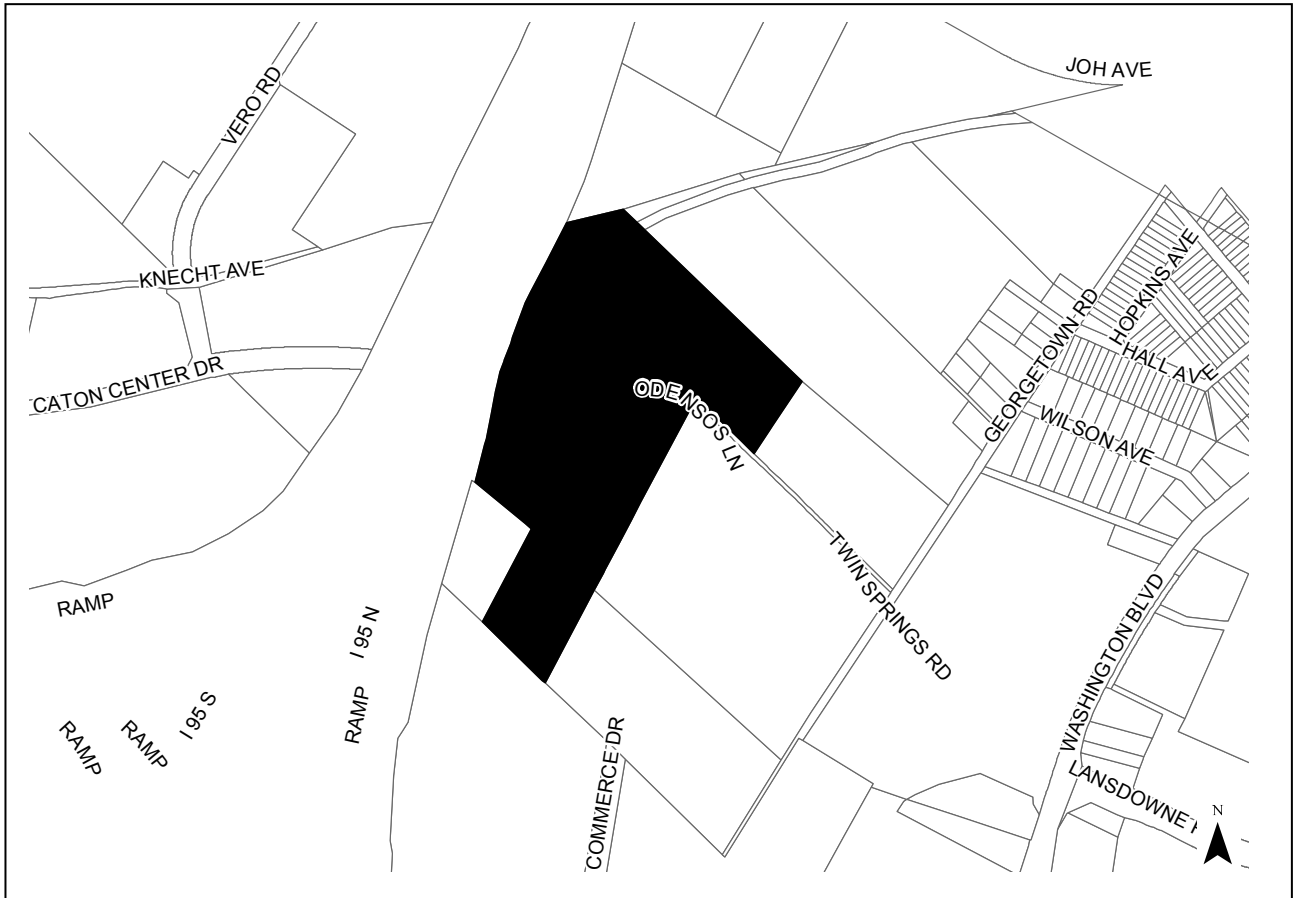 JOH AVE
VERO RD
KNECHT AVE
HOPKINS AVE
GEORGETOWN RD
HALL AVE
CATON CENTER DR
ODENSOS LN
WILSON AVE
TWIN SPRINGS RD
RAMP
I 95 N
WASHINGTON BLVD
RAMP
I 95 S
RAMP
RAMP
COMMERCE DR
LANSDOWNE
N